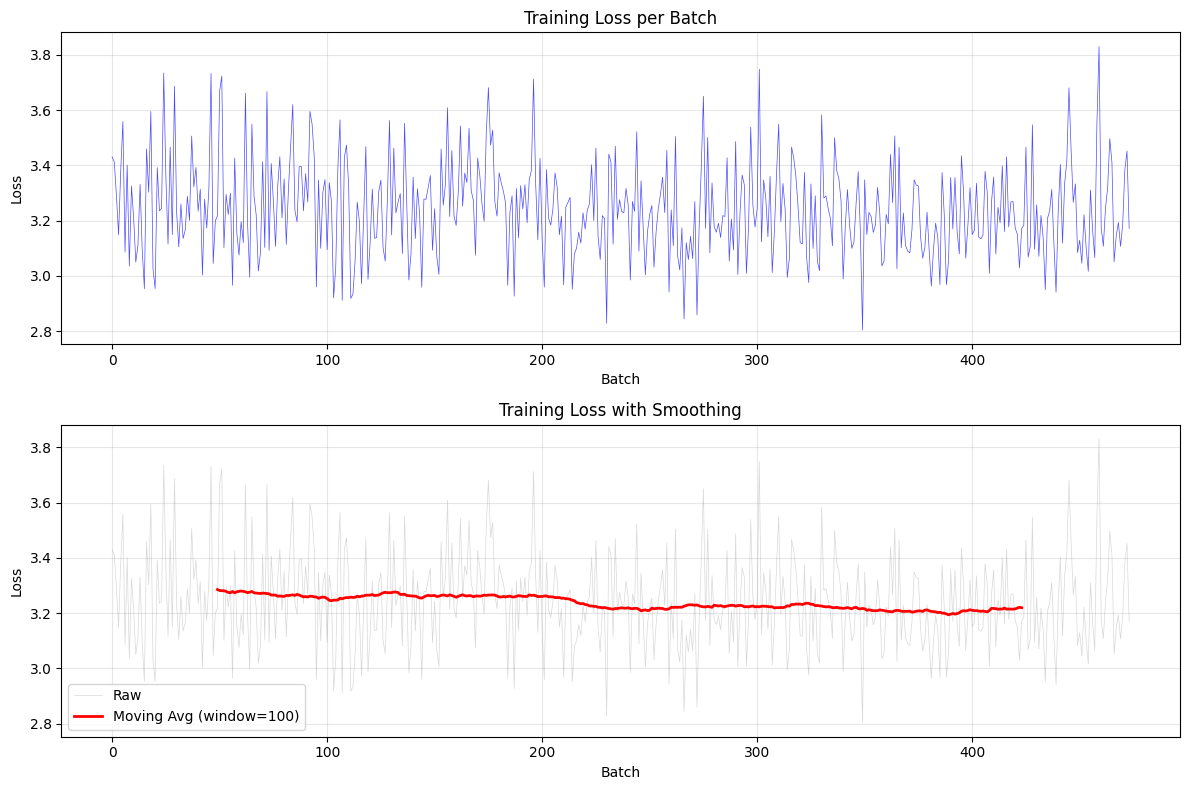 Training Loss per Batch
3.8
3.6
3.4
3.2
3.0
2.8
Loss
0 100 200 300 400
Batch
Training Loss with Smoothing
3.8
3.6
3.4
3.2
3.0
2.8
Loss
Raw
Moving Avg (window=100)
0 100 200 300 400
Batch